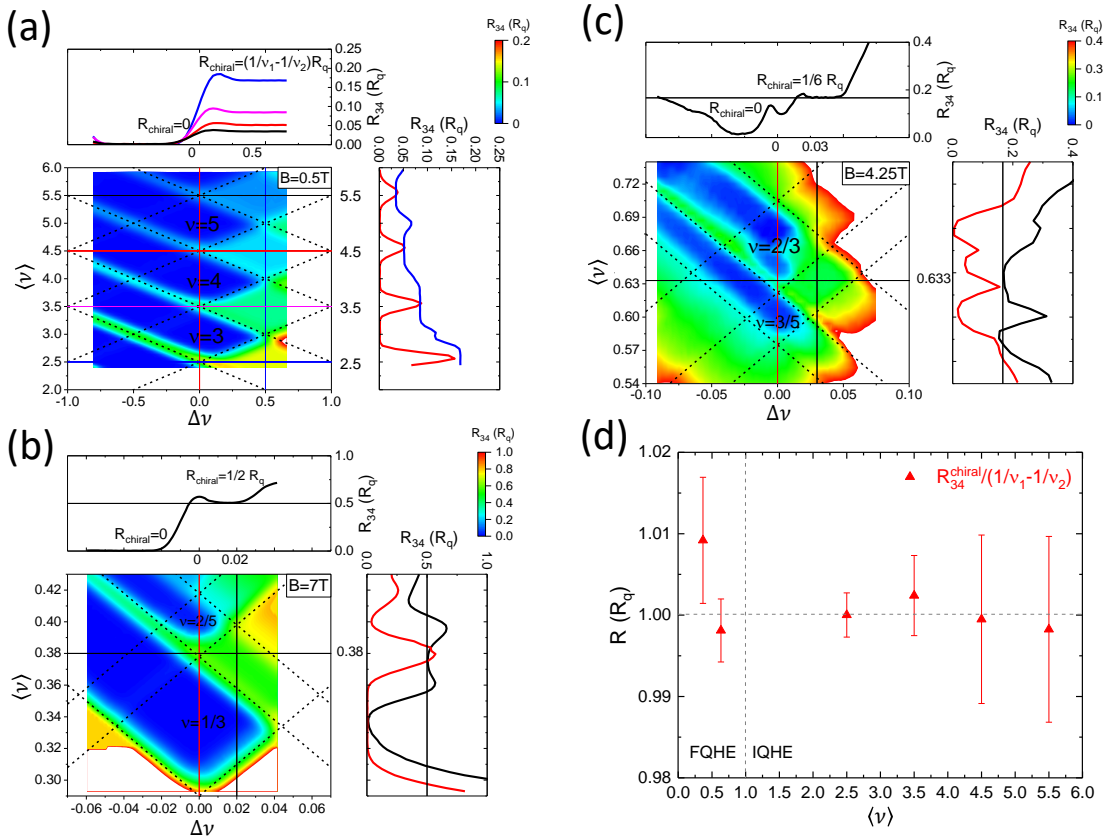 (a)
R34 (Rq)
0.2
0
Rchiral=(1/ν1-1/ν2)Rq
Rchiral=0
0.25
0.20
0.15
0.10
0.05
0.00
R34 (Rq)
0 0.5
R34 (Rq)
0.00 0.05 0.10 0.15 0.20 0.25
6.0
5.5
5.0
4.5
4.0
3.5
3.0
2.5
2.0
⟨ν⟩
B=0.5T
ν=5
ν=4
ν=3
-1.0 -0.5 0.0 0.5 1.0
Δν
5.5
4.5
3.5
2.5
(b)
R34 (Rq)
1.0
0.8
0.6
0.4
0.2
0.0
Rchiral=1/2 Rq
Rchiral=0
1.0
0.5
0.0
R34 (Rq)
0 0.02
R34 (Rq)
0.0 0.5 1.0
0.42
0.40
0.38
0.36
0.34
0.32
0.30
⟨ν⟩
B=7T
ν=2/5
ν=1/3
0.38
-0.06 -0.04 -0.02 0.00 0.02 0.04 0.06
Δν
(c)
R34 (Rq)
0.4
0.3
0.2
0.1
0
Rchiral=1/6 Rq
Rchiral=0
0.4
0.2
0.0
R34 (Rq)
0 0.03
R34 (Rq)
0.0 0.2 0.4
0.72
0.69
0.66
0.63
0.60
0.57
0.54
⟨ν⟩
B=4.25T
ν=2/3
ν=3/5
0.633
-0.10 -0.05 0.00 0.05 0.10
Δν
(d)
1.02
1.01
1.00
0.99
0.98
R (Rq)
R34chiral/(1/ν1-1/ν2)
FQHE IQHE
0.0 0.5 1.0 1.5 2.0 2.5 3.0 3.5 4.0 4.5 5.0 5.5 6.0
⟨ν⟩